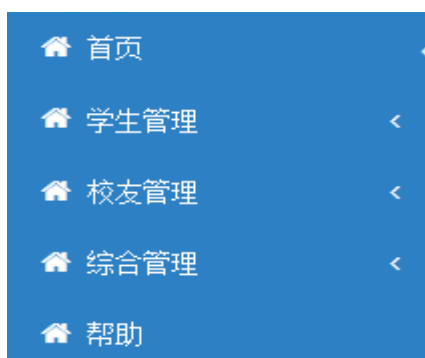 首页
学生管理
校友管理
综合管理
帮助